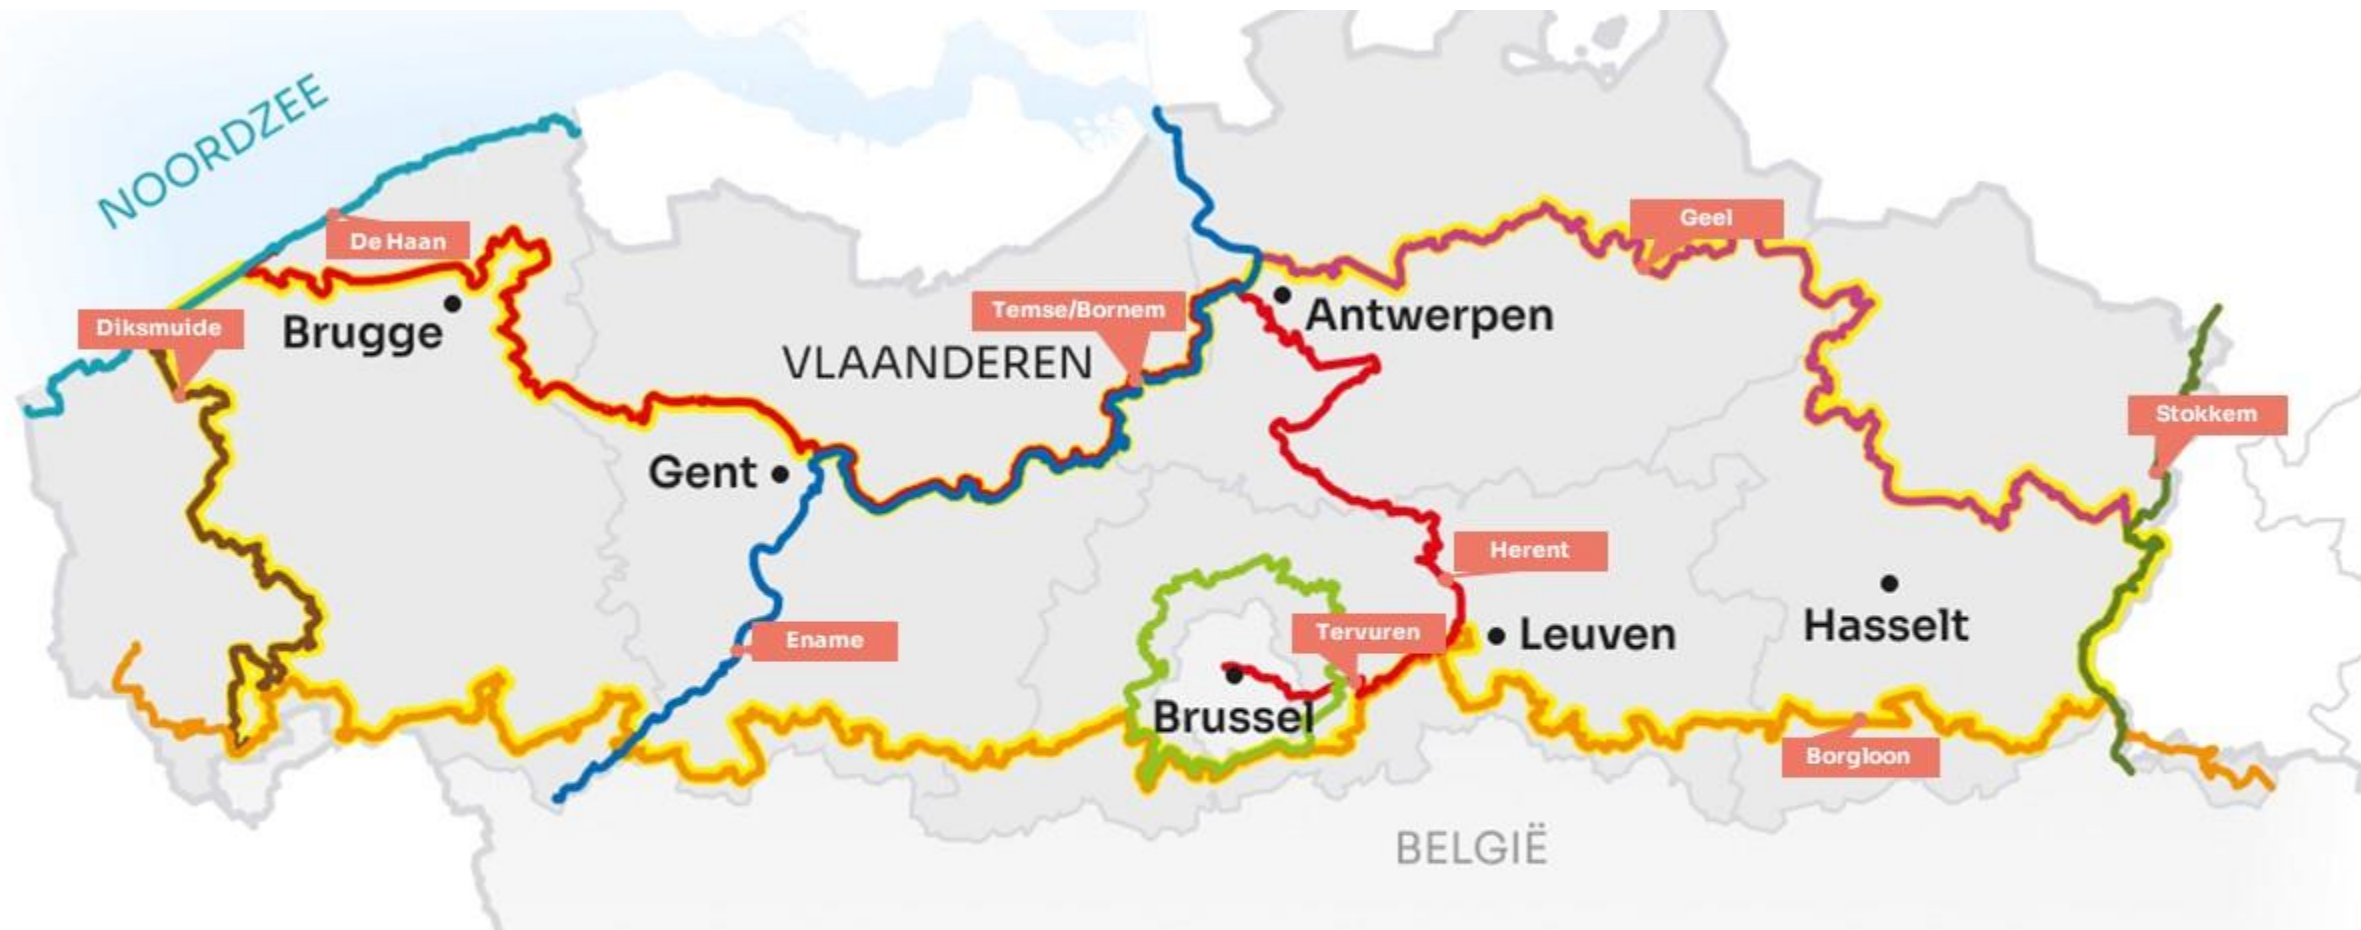 NOORDZEE
Geel
De Haan
Temse/Bornem
Antwerpen
Diksmuide
Brugge
VLAANDEREN
Stokkem
Gent
Herent
Ename
Tervuren
Leuven
Hasselt
Brussel
Borgloon
BELGIË